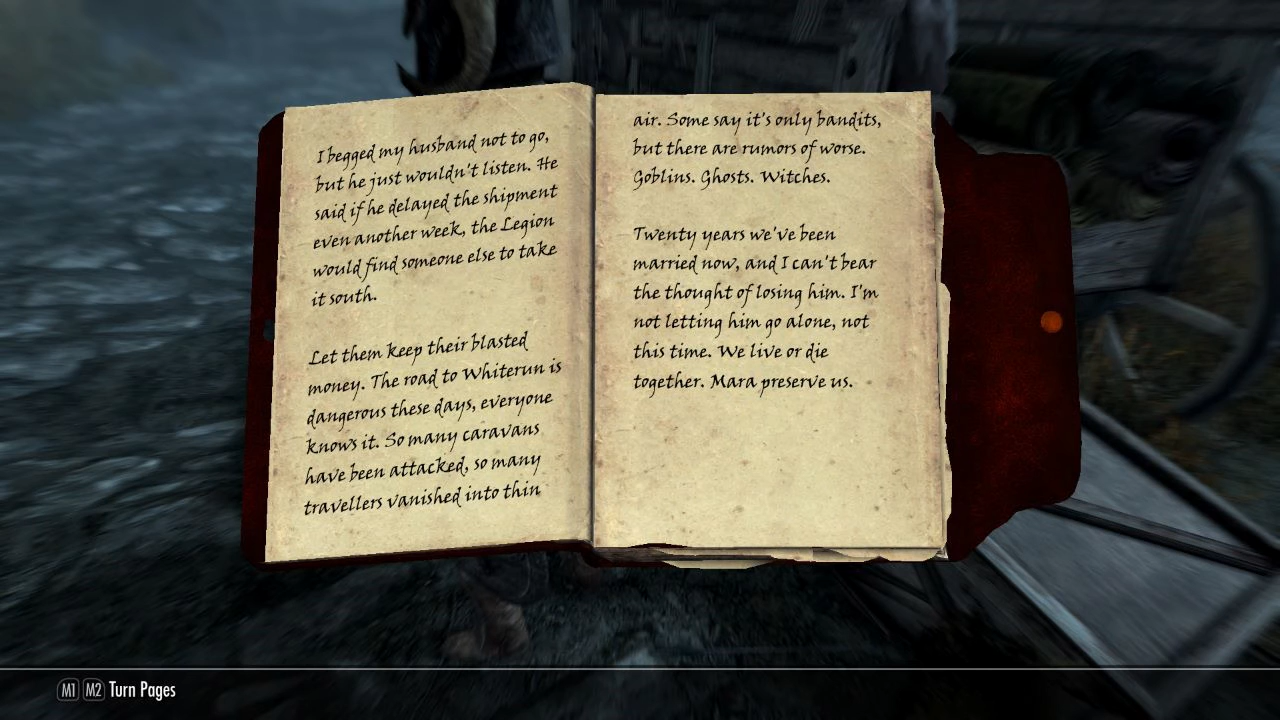 I begged my husband not to go,
but he just wouldn't listen. He
said if he delayed the shipment
even another week, the Legion
would find someone else to take
it south.
Let them keep their blasted
money. The road to Whiterun is
dangerous these days, everyone
knows it. So many caravans
have been attacked, so many
travellers vanished into thin
air. Some say it's only bandits,
but there are rumors of worse.
Goblins. Ghosts. Witches.
Twenty years we've been
married now, and I can't bear
the thought of losing him. I'm
not letting him go alone, not
this time. We live or die
together. Mara preserve us.
M1 M2 Turn Pages